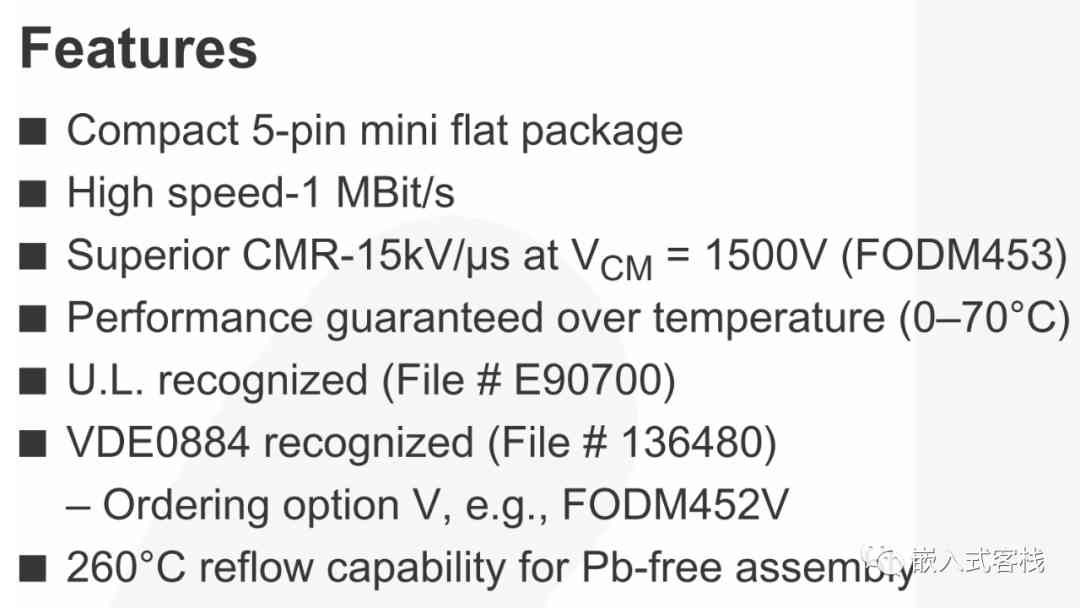 Features
■ Compact 5-pin mini flat package
■ High speed-1 MBit/s
■ Superior CMR-15kV/µs at VCM = 1500V (FODM453)
■ Performance guaranteed over temperature (0–70°C)
■ U.L. recognized (File # E90700)
■ VDE0884 recognized (File # 136480)
– Ordering option V, e.g., FODM452V
■ 260°C reflow capability for Pb-free assembly
嵌入式客栈